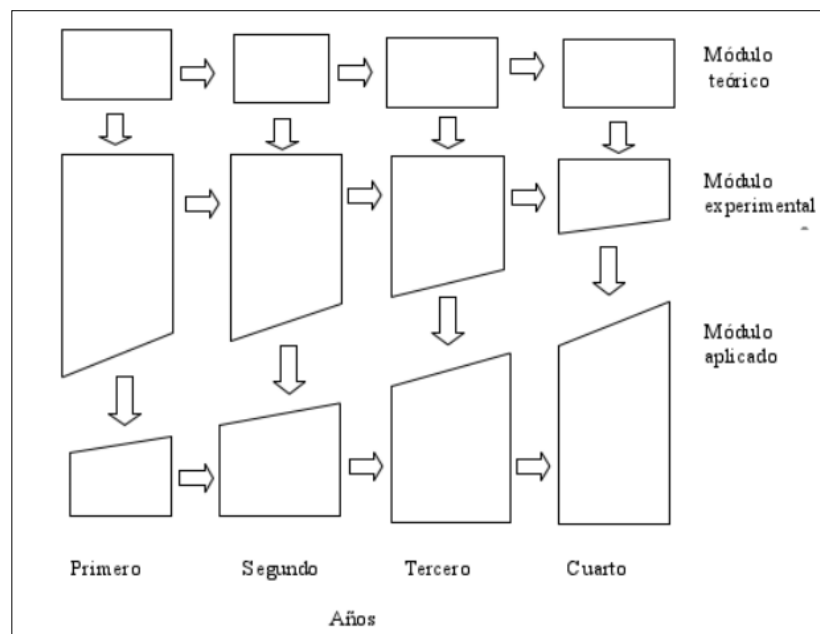 Módulo
teórico
Módulo
experimental
Módulo
aplicado
Primero Segundo Tercero Cuarto
Años